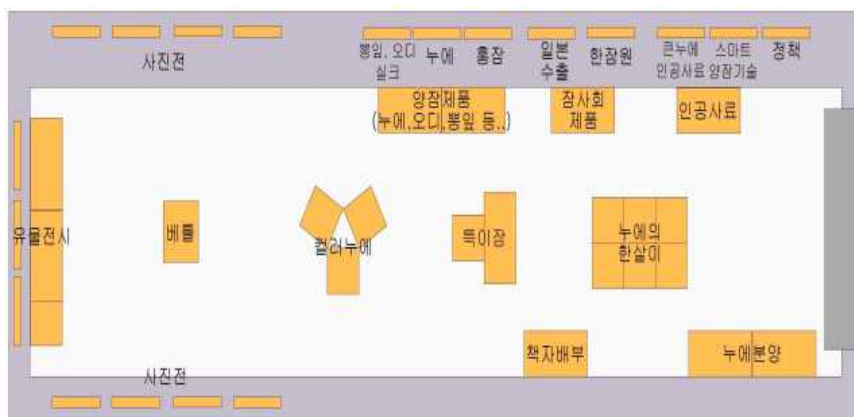 사진전
뽕잎, 오디
실크
누에
홍잠
일본
수출
한장원
큰누에
인공사료
스마트
양잠기술
정책
양잠제품
(누에,오디,뽕잎 등..)
잠사회
제품
인공사료
유물전시
베틀
컬러누에
특이잠
누에의
한살이
책자배부
누에분양
사진전